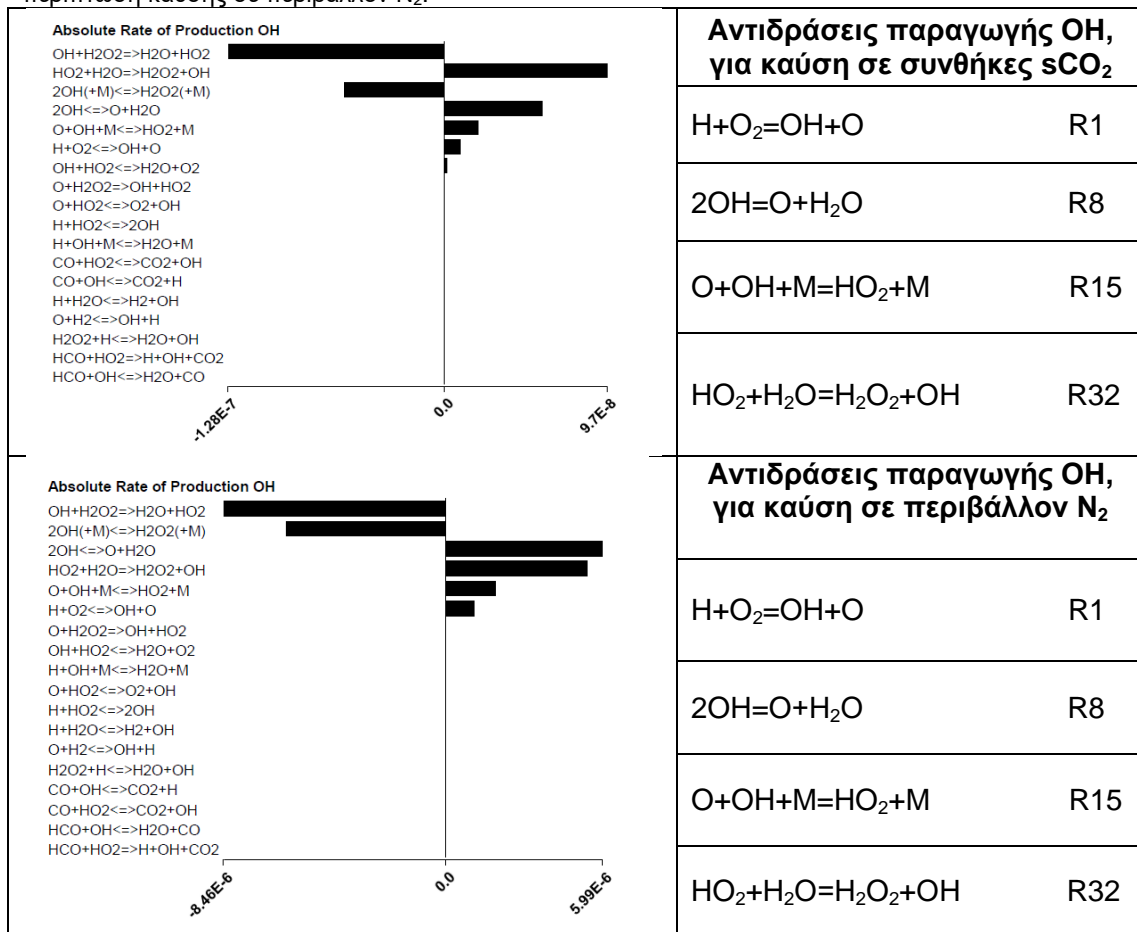 περίπτωση καύσης σε περιβάλλον N₂.
Absolute Rate of Production OH
OH+H2O2=>H2O+HO2
HO2+H2O=>H2O2+OH
2OH(+M)<=>H2O2(+M)
2OH<=>O+H2O
O+OH+M<=>HO2+M
H+O2<=>OH+O
OH+HO2<=>H2O+O2
O+H2O2=>OH+HO2
O+HO2<=>O2+OH
H+HO2<=>2OH
H+OH+M<=>H2O+M
CO+HO2<=>CO2+OH
CO+OH<=>CO2+H
H+H2O<=>H2+OH
O+H2<=>OH+H
H2O2+H<=>H2O+OH
HCO+HO2=>H+OH+CO2
HCO+OH<=>H2O+CO
-1.28E-7
0.0
9.7E-8
Αντιδράσεις παραγωγής OH,
για καύση σε συνθήκες sCO₂
H+O₂=OH+O R1
2OH=O+H₂O R8
O+OH+M=HO₂+M R15
HO₂+H₂O=H₂O₂+OH R32
Absolute Rate of Production OH
OH+H2O2=>H2O+HO2
2OH(+M)<=>H2O2(+M)
2OH<=>O+H2O
HO2+H2O=>H2O2+OH
O+OH+M<=>HO2+M
H+O2<=>OH+O
O+H2O2=>OH+HO2
OH+HO2<=>H2O+O2
H+OH+M<=>H2O+M
O+HO2<=>O2+OH
H+HO2<=>2OH
H+H2O<=>H2+OH
O+H2<=>OH+H
H2O2+H<=>H2O+OH
CO+OH<=>CO2+H
CO+HO2<=>CO2+OH
HCO+OH<=>H2O+CO
HCO+HO2=>H+OH+CO2
-8.46E-6
0.0
5.99E-6
Αντιδράσεις παραγωγής OH,
για καύση σε περιβάλλον N₂
H+O₂=OH+O R1
2OH=O+H₂O R8
O+OH+M=HO₂+M R15
HO₂+H₂O=H₂O₂+OH R32